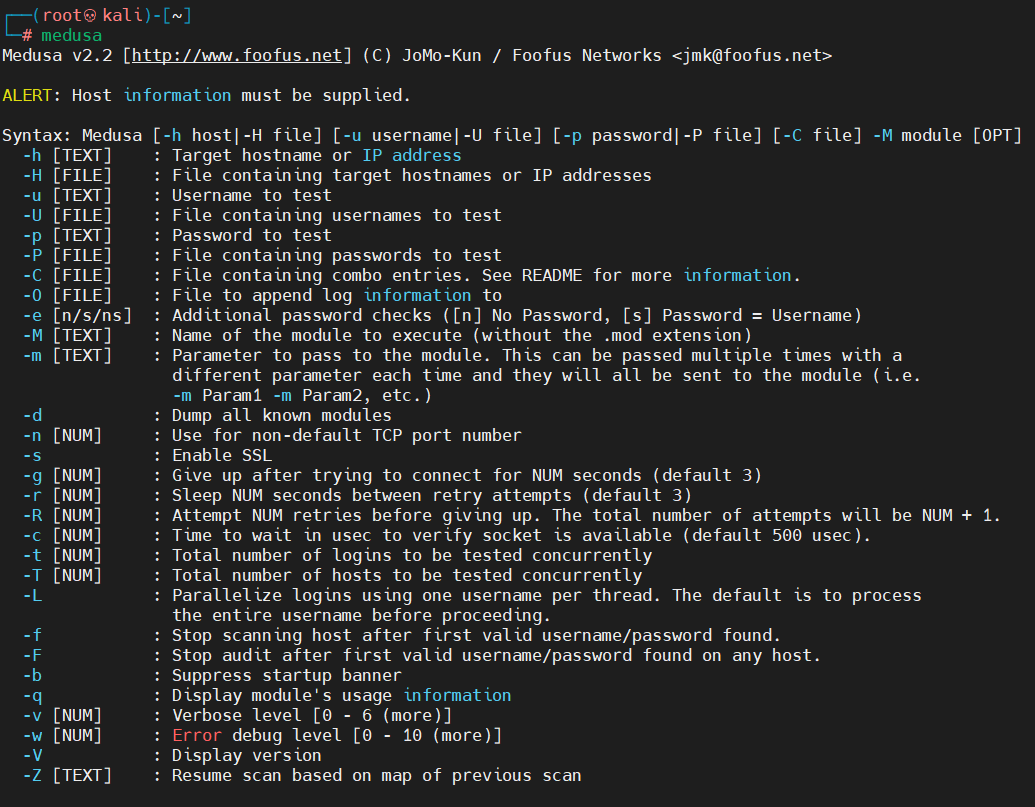 ┌──(root💀kali)-[~]
└─# medusa
Medusa v2.2 [http://www.foofus.net] (C) JoMo-Kun / Foofus Networks <jmk@foofus.net>
ALERT: Host information must be supplied.
Syntax: Medusa [-h host|-H file] [-u username|-U file] [-p password|-P file] [-C file] -M module [OPT]
-h [TEXT] : Target hostname or IP address
-H [FILE] : File containing target hostnames or IP addresses
-u [TEXT] : Username to test
-U [FILE] : File containing usernames to test
-p [TEXT] : Password to test
-P [FILE] : File containing passwords to test
-C [FILE] : File containing combo entries. See README for more information.
-O [FILE] : File to append log information to
-e [n/s/ns] : Additional password checks ([n] No Password, [s] Password = Username)
-M [TEXT] : Name of the module to execute (without the .mod extension)
-m [TEXT] : Parameter to pass to the module. This can be passed multiple times with a
different parameter each time and they will all be sent to the module (i.e.
-m Param1 -m Param2, etc.)
-d : Dump all known modules
-n [NUM] : Use for non-default TCP port number
-s : Enable SSL
-g [NUM] : Give up after trying to connect for NUM seconds (default 3)
-r [NUM] : Sleep NUM seconds between retry attempts (default 3)
-R [NUM] : Attempt NUM retries before giving up. The total number of attempts will be NUM + 1.
-c [NUM] : Time to wait in usec to verify socket is available (default 500 usec).
-t [NUM] : Total number of logins to be tested concurrently
-T [NUM] : Total number of hosts to be tested concurrently
-L : Parallelize logins using one username per thread. The default is to process
the entire username before proceeding.
-f : Stop scanning host after first valid username/password found.
-F : Stop audit after first valid username/password found on any host.
-b : Suppress startup banner
-q : Display module's usage information
-v [NUM] : Verbose level [0 - 6 (more)]
-w [NUM] : Error debug level [0 - 10 (more)]
-V : Display version
-Z [TEXT] : Resume scan based on map of previous scan